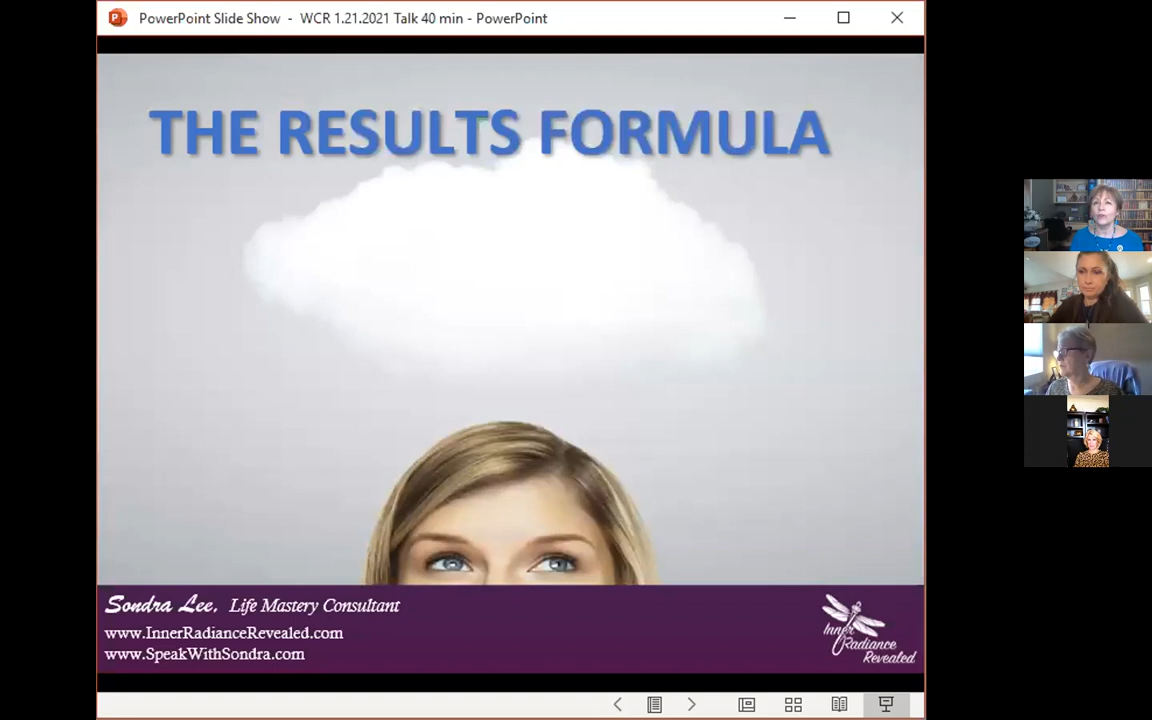 PowerPoint Slide Show - WCR 1.21.2021 Talk 40 min - PowerPoint
THE RESULTS FORMULA
Sondra Lee, Life Mastery Consultant
www.InnerRadianceRevealed.com
www.SpeakWithSondra.com
Inner
Radiance
Revealed